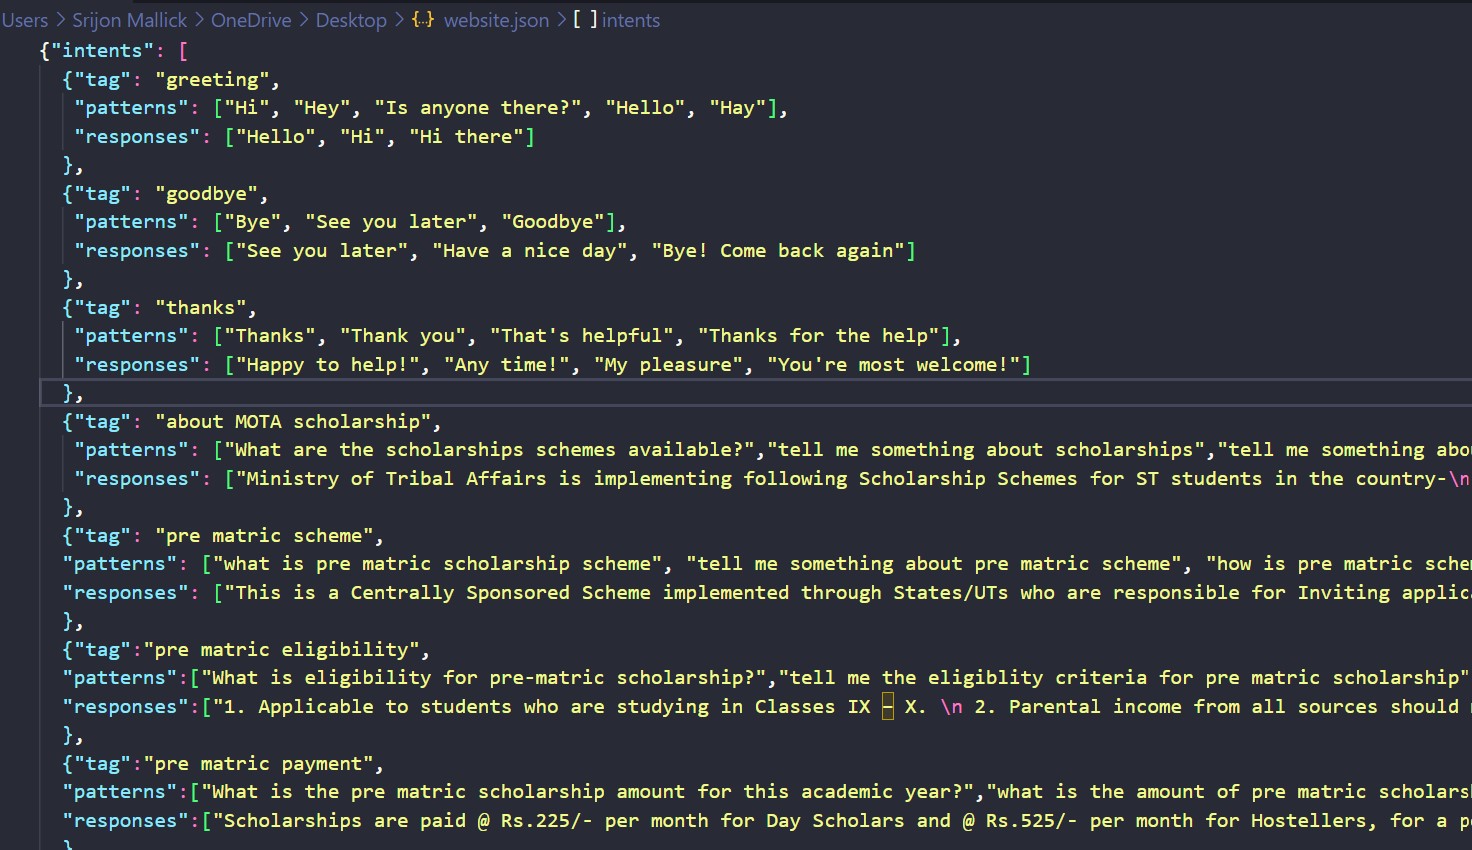 Users > Srijon Mallick > OneDrive > Desktop > {..} website.json > [ ] intents
{"intents": [
{"tag": "greeting",
"patterns": ["Hi", "Hey", "Is anyone there?", "Hello", "Hay"],
"responses": ["Hello", "Hi", "Hi there"]
},
{"tag": "goodbye",
"patterns": ["Bye", "See you later", "Goodbye"],
"responses": ["See you later", "Have a nice day", "Bye! Come back again"]
},
{"tag": "thanks",
"patterns": ["Thanks", "Thank you", "That's helpful", "Thanks for the help"],
"responses": ["Happy to help!", "Any time!", "My pleasure", "You're most welcome!"]
},
{"tag": "about MOTA scholarship",
"patterns": ["What are the scholarships schemes available?","tell me something about scholarships","tell me something abou
"responses": ["Ministry of Tribal Affairs is implementing following Scholarship Schemes for ST students in the country-\n
},
{"tag": "pre matric scheme",
"patterns": ["what is pre matric scholarship scheme", "tell me something about pre matric scheme", "how is pre matric schem
"responses": ["This is a Centrally Sponsored Scheme implemented through States/UTs who are responsible for Inviting applica
},
{"tag":"pre matric eligibility",
"patterns":["What is eligibility for pre-matric scholarship?","tell me the eligiblity criteria for pre matric scholarship"
"responses":["1. Applicable to students who are studying in Classes IX – X. \n 2. Parental income from all sources should
},
{"tag":"pre matric payment",
"patterns":["What is the pre matric scholarship amount for this academic year?","what is the amount of pre matric scholars
"responses":["Scholarships are paid @ Rs.225/- per month for Day Scholars and @ Rs.525/- per month for Hostellers, for a pe
}